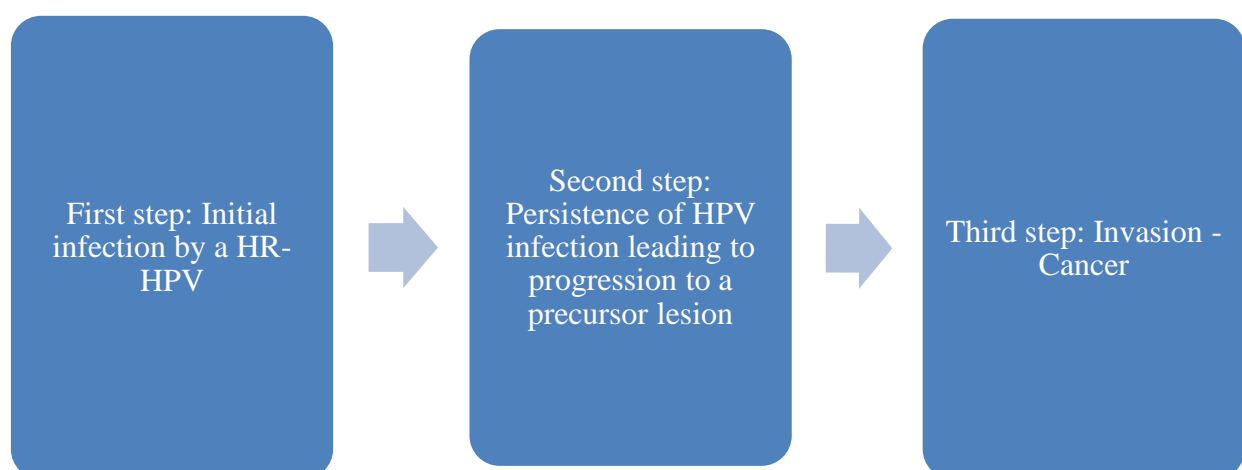 First step: Initial
infection by a HR-
HPV
Second step:
Persistence of HPV
infection leading to
progression to a
precursor lesion
Third step: Invasion -
Cancer